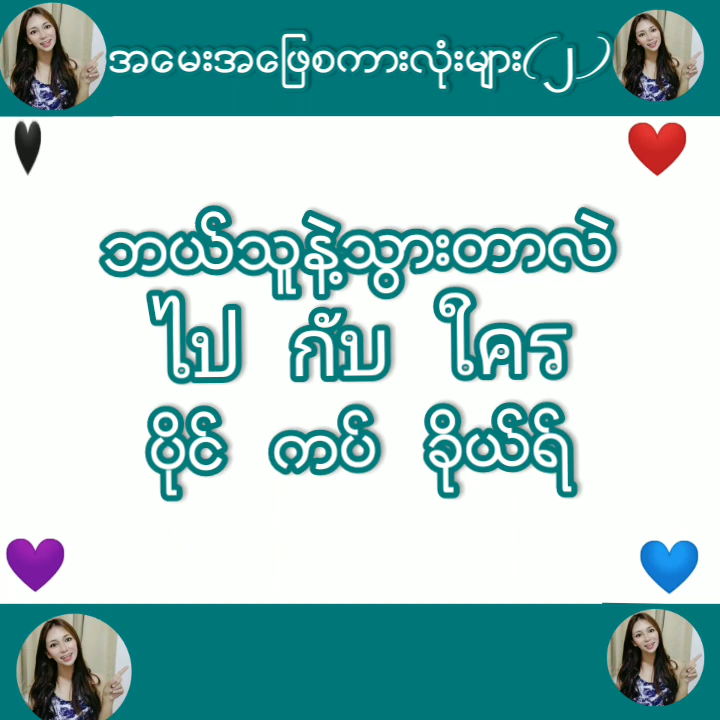 အမေးအဖြေစကားလုံးများ(၂)
ဘယ်သူနဲ့သွားတာလဲ
ไป กับ ใคร
ပိုင် ကပ် ခိုယ်ရ်